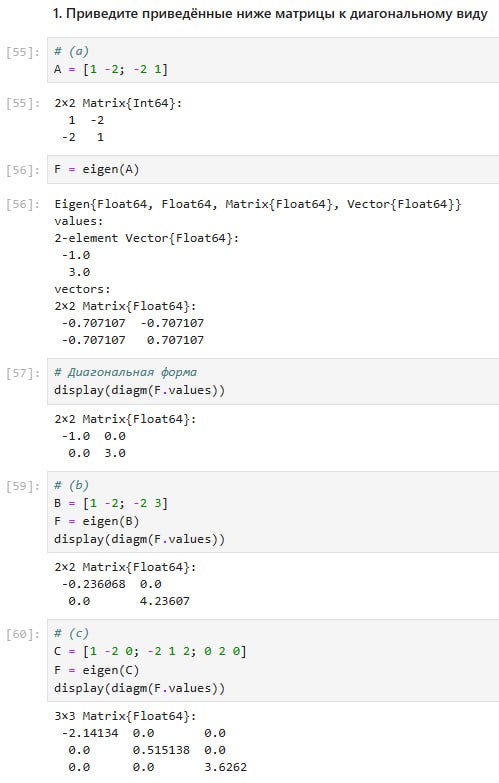 1. Приведите приведённые ниже матрицы к диагональному виду
[55]: # (a)
A = [1 -2; -2 1]
[55]: 2×2 Matrix{Int64}:
1 -2
-2 1
[56]: F = eigen(A)
[56]: Eigen{Float64, Float64, Matrix{Float64}, Vector{Float64}}
values:
2-element Vector{Float64}:
-1.0
3.0
vectors:
2×2 Matrix{Float64}:
-0.707107 -0.707107
-0.707107 0.707107
[57]: # Диагональная форма
display(diagm(F.values))
2×2 Matrix{Float64}:
-1.0 0.0
0.0 3.0
[59]: # (b)
B = [1 -2; -2 3]
F = eigen(B)
display(diagm(F.values))
2×2 Matrix{Float64}:
-0.236068 0.0
0.0 4.23607
[60]: # (c)
C = [1 -2 0; -2 1 2; 0 2 0]
F = eigen(C)
display(diagm(F.values))
3×3 Matrix{Float64}:
-2.14134 0.0 0.0
0.0 0.515138 0.0
0.0 0.0 3.6262